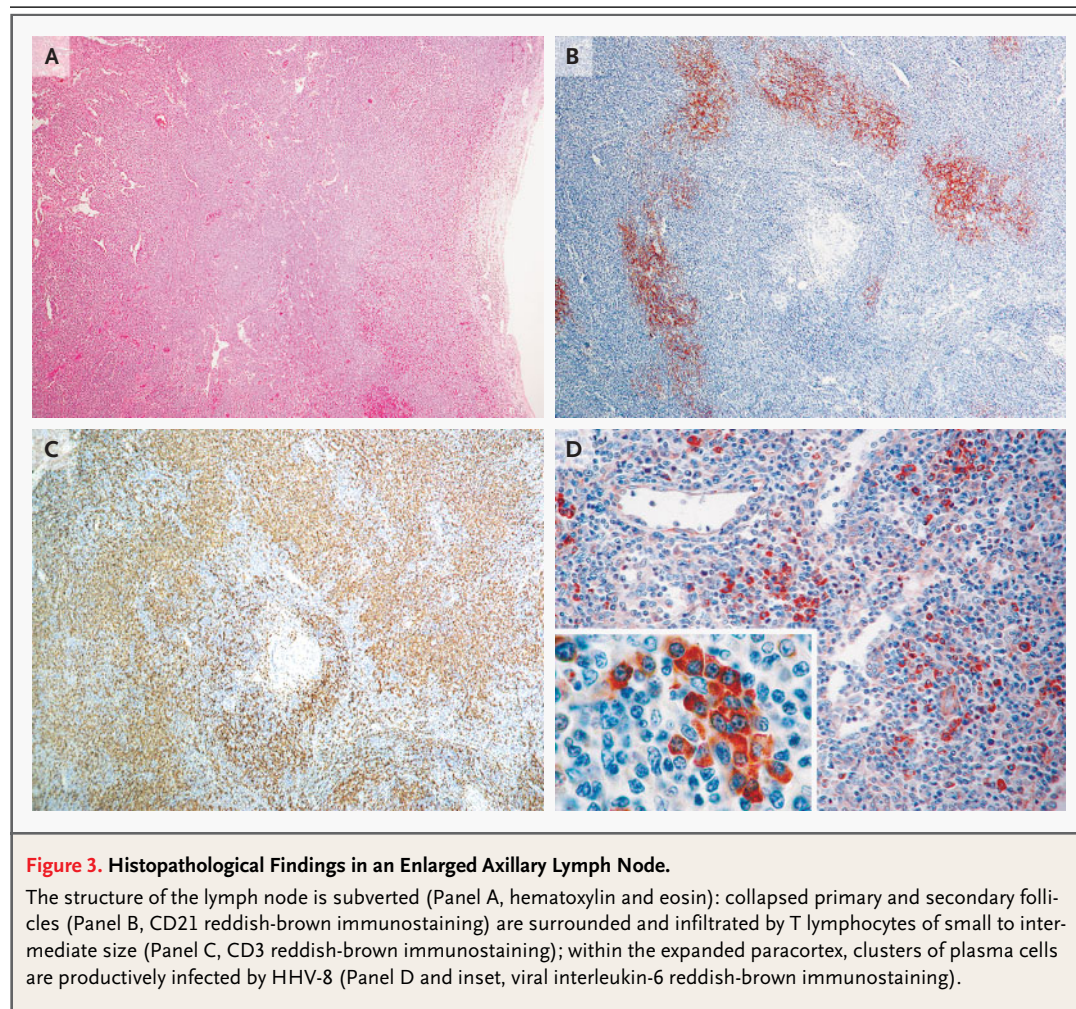 A
B
C
D
Figure 3. Histopathological Findings in an Enlarged Axillary Lymph Node.
The structure of the lymph node is subverted (Panel A, hematoxylin and eosin): collapsed primary and secondary folli-
cles (Panel B, CD21 reddish-brown immunostaining) are surrounded and infiltrated by T lymphocytes of small to inter-
mediate size (Panel C, CD3 reddish-brown immunostaining); within the expanded paracortex, clusters of plasma cells
are productively infected by HHV-8 (Panel D and inset, viral interleukin-6 reddish-brown immunostaining).